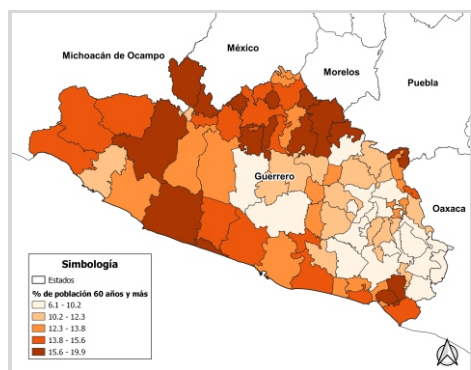 México
Michoacán de Ocampo
Morelos
Puebla
Guerrero
Oaxaca
Simbología
Estados
% de población 60 años y más
6.1 - 10.2
10.2 - 12.3
12.3 - 13.8
13.8 - 15.6
15.6 - 19.9